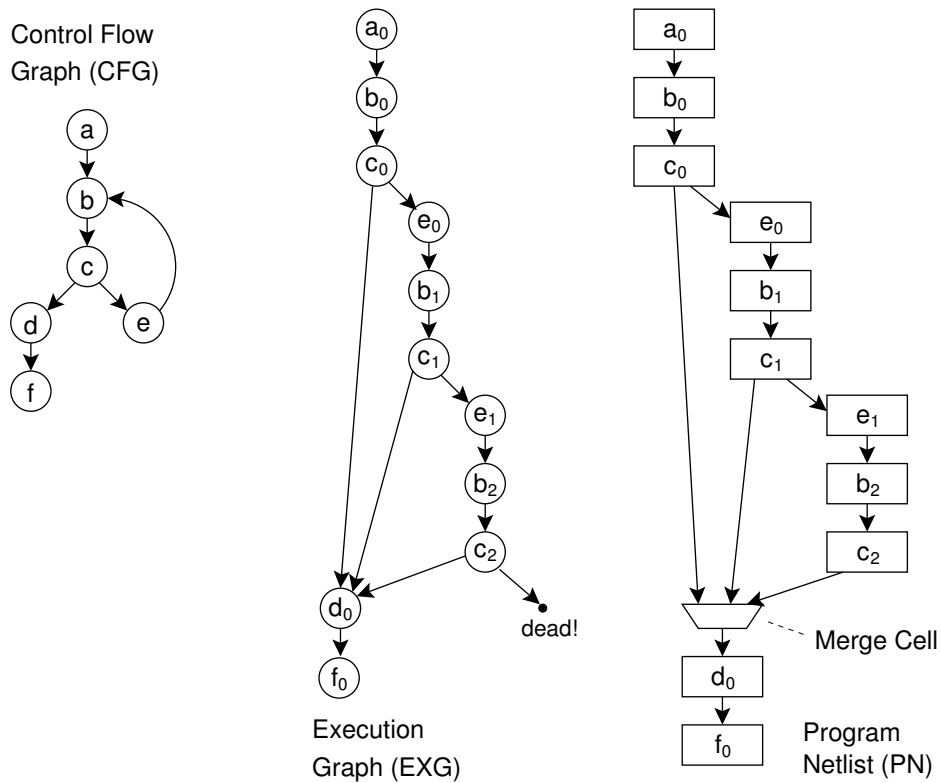 Control Flow
Graph (CFG)
a
b
c
d
e
f
a₀
b₀
c₀
e₀
b₁
c₁
e₁
b₂
c₂
d₀
dead!
f₀
Execution
Graph (EXG)
a₀
b₀
c₀
e₀
b₁
c₁
e₁
b₂
c₂
Merge Cell
d₀
f₀
Program
Netlist (PN)